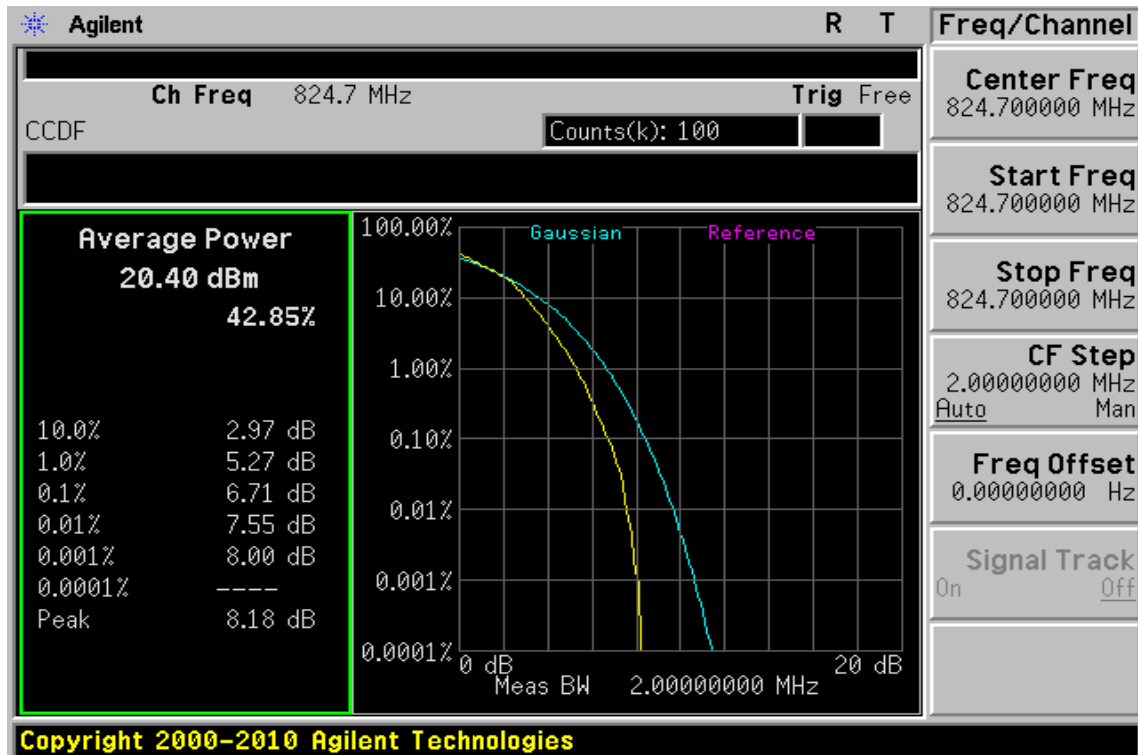 Agilent R T
Ch Freq 824.7 MHz Trig Free
CCDF Counts(k): 100
Average Power
20.40 dBm
42.85%
10.0% 2.97 dB
1.0% 5.27 dB
0.1% 6.71 dB
0.01% 7.55 dB
0.001% 8.00 dB
0.0001% ----
Peak 8.18 dB
Gaussian Reference
100.00%
10.00%
1.00%
0.10%
0.01%
0.001%
0.0001%
0 dB 20 dB
Meas BW 2.00000000 MHz
Freq/Channel
Center Freq
824.700000 MHz
Start Freq
824.700000 MHz
Stop Freq
824.700000 MHz
CF Step
2.00000000 MHz
Auto Man
Freq Offset
0.00000000 Hz
Signal Track
On Off
Copyright 2000-2010 Agilent Technologies